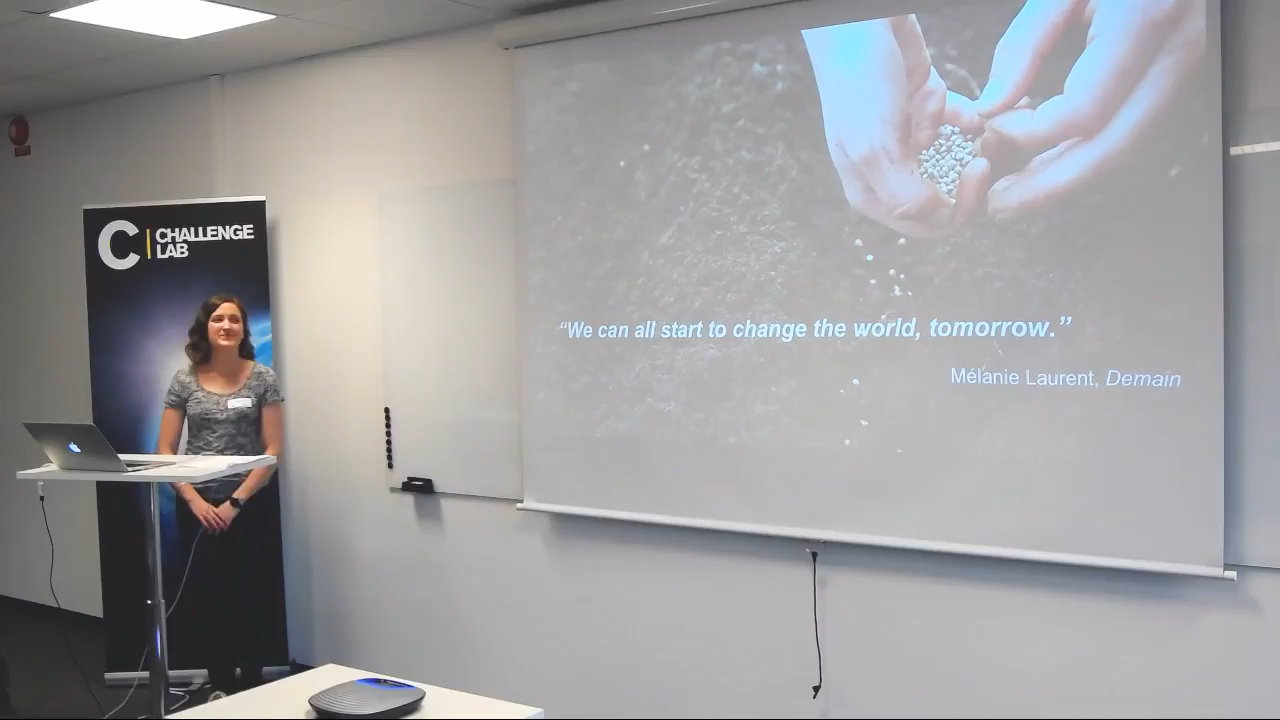 C | CHALLENGE
LAB
“We can all start to change the world, tomorrow.”
Mélanie Laurent, Demain